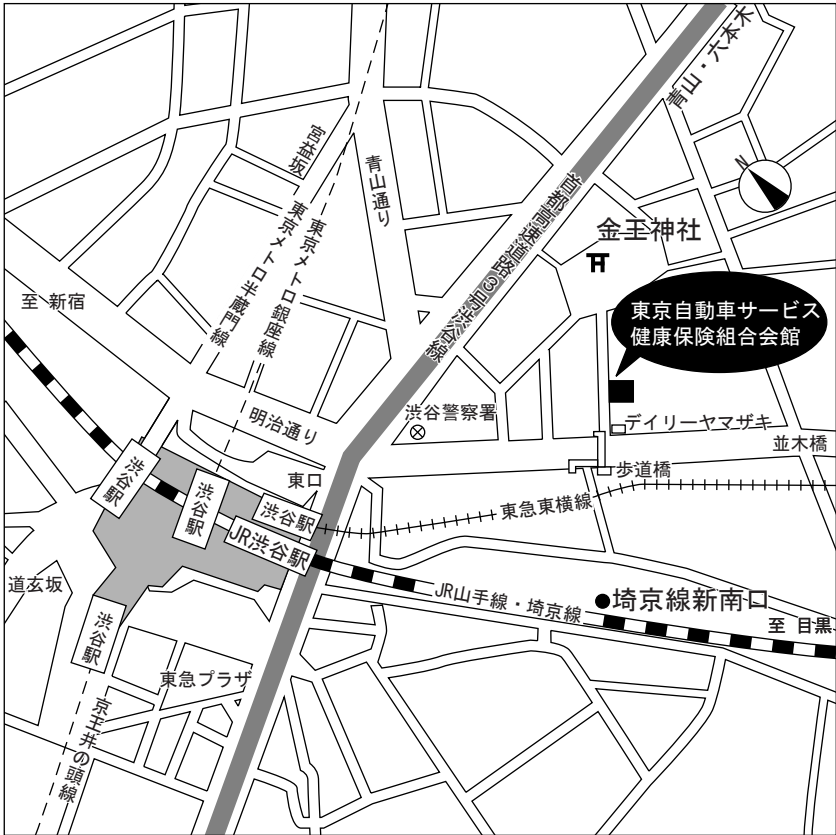 青山・六本木
宮益坂
青山通り
N
首都高速道路3号渋谷線
金王神社
東京メトロ銀座線
東京メトロ半蔵門線
至 新宿
東京自動車サービス
健康保険組合会館
渋谷警察署
明治通り
デイリーヤマザキ
並木橋
歩道橋
東口
渋谷駅
渋谷駅
渋谷駅
東急東横線
JR渋谷駅
道玄坂
JR山手線・埼京線
埼京線新南口
至 目黒
渋谷駅
東急プラザ
京王井の頭線